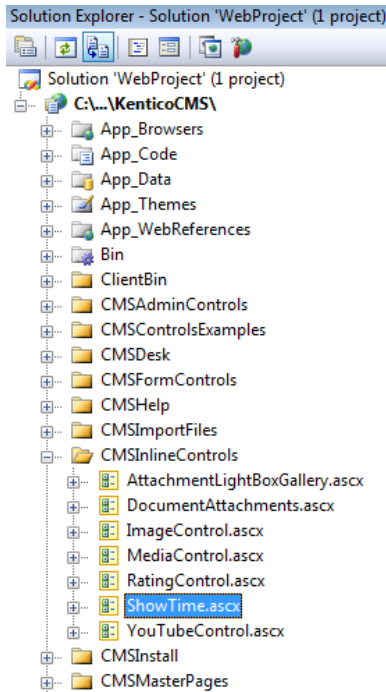 Solution Explorer - Solution 'WebProject' (1 project)
Solution 'WebProject' (1 project)
C:\...\KenticoCMS\
App_Browsers
App_Code
App_Data
App_Themes
App_WebReferences
Bin
ClientBin
CMSAdminControls
CMSControlsExamples
CMSDesk
CMSFormControls
CMSHelp
CMSImportFiles
CMSInlineControls
AttachmentLightBoxGallery.ascx
DocumentAttachments.ascx
ImageControl.ascx
MediaControl.ascx
RatingControl.ascx
ShowTime.ascx
YouTubeControl.ascx
CMSInstall
CMSMasterPages